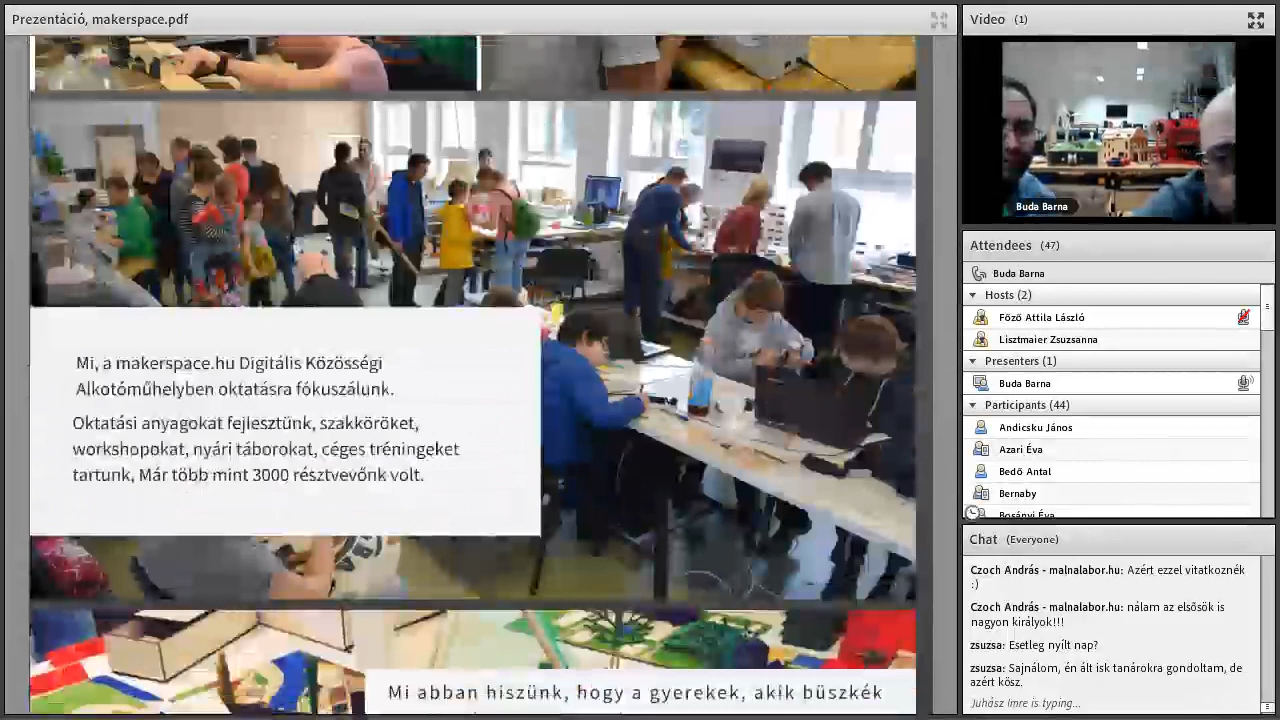 Prezentáció, makerspace.pdf
Mi, a makerspace.hu Digitális Közösségi
Alkotóműhelyben oktatásra fókuszálunk.
Oktatási anyagokat fejlesztünk, szakköröket,
workshopokat, nyári táborokat, céges tréningeket
tartunk. Már több mint 3000 résztvevőnk volt.
Mi abban hiszünk, hogy a gyerekek, akik büszkék
Video (1)
Buda Barna
Attendees (47)
Buda Barna
Hosts (2)
Főző Attila László
Lisztmaier Zsuzsanna
Presenters (1)
Buda Barna
Participants (44)
Andicsku János
Azari Éva
Bedő Antal
Bernaby
Bosányi Éva
Chat (Everyone)
Czoch András - malnalabor.hu: Azért ezzel vitatkoznék
:)
Czoch András - malnalabor.hu: nálam az elsősök is
nagyon királyok!!!
zsuzsa: Esetleg nyílt nap?
zsuzsa: Sajnálom, én ált isk tanárokra gondoltam, de
azért kösz.
Juhász Imre is typing...